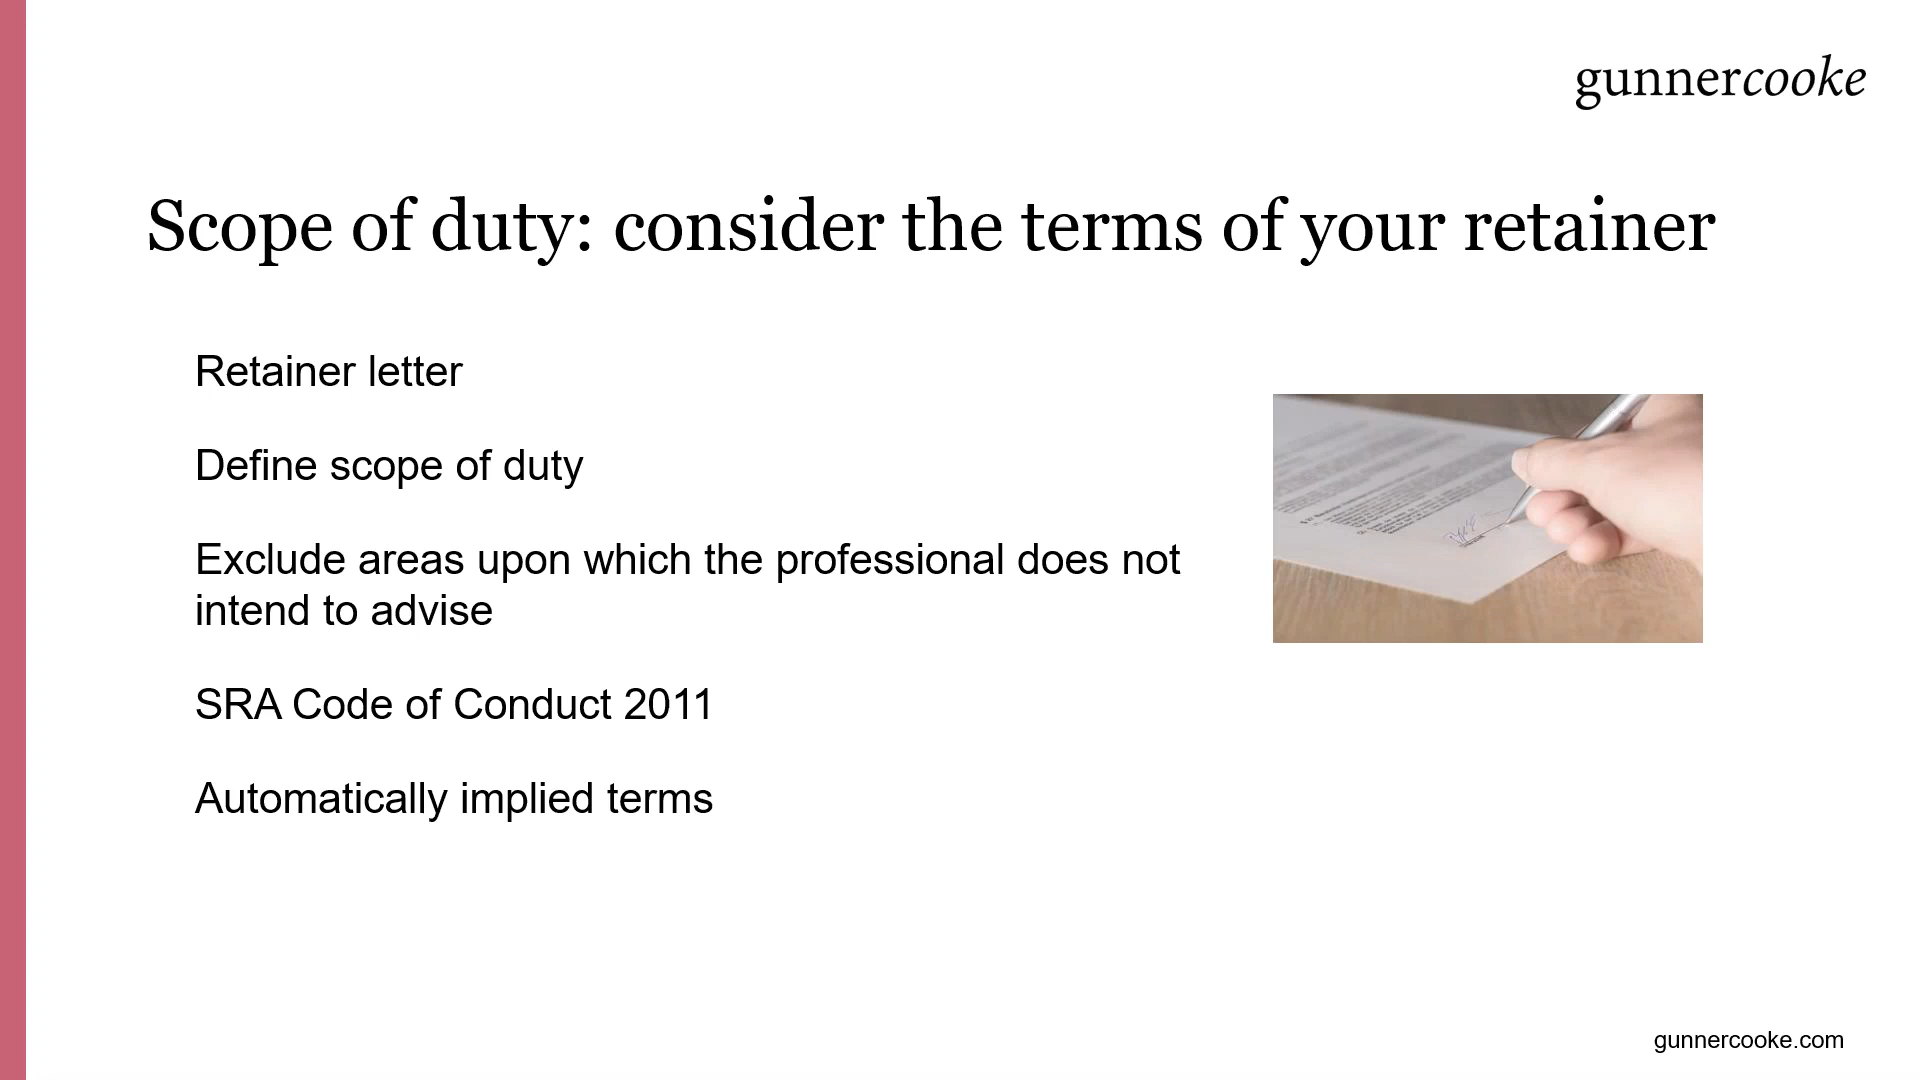 gunnercooke
Scope of duty: consider the terms of your retainer
Retainer letter
Define scope of duty
Exclude areas upon which the professional does not
intend to advise
SRA Code of Conduct 2011
Automatically implied terms
gunnercooke.com